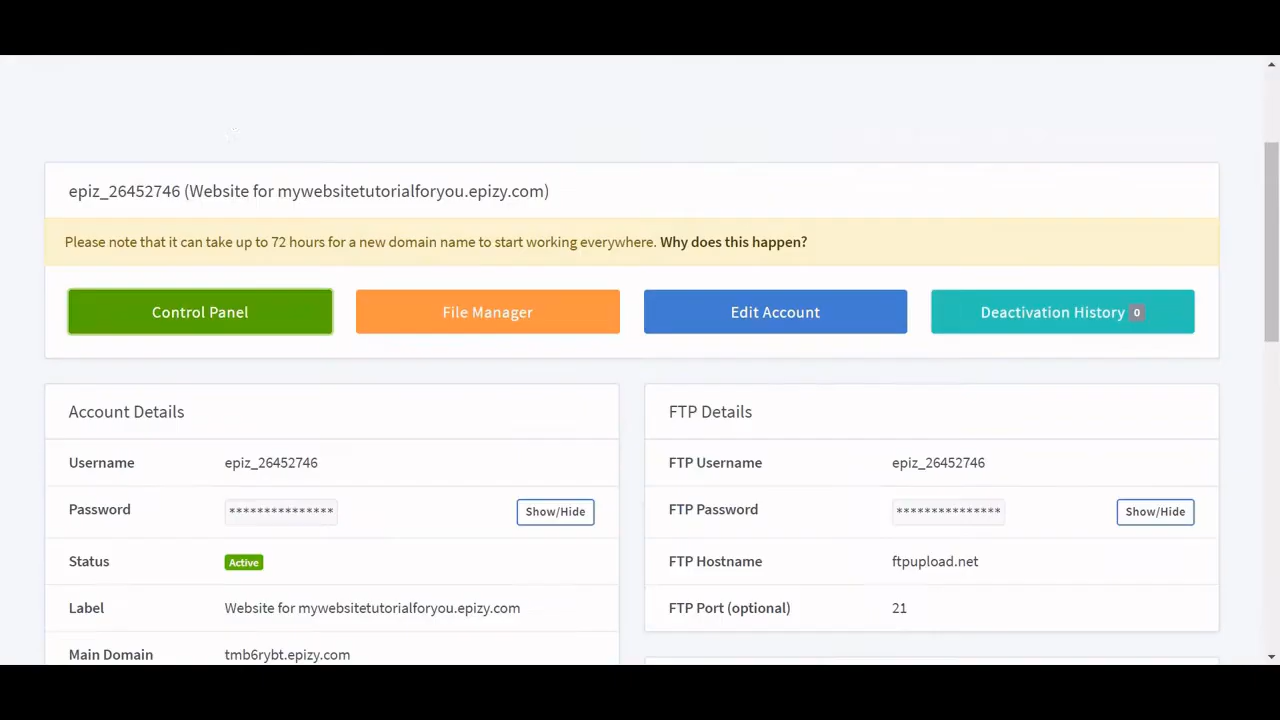 epiz_26452746 (Website for mywebsitetutorialforyou.epizy.com)
Please note that it can take up to 72 hours for a new domain name to start working everywhere. Why does this happen?
Control Panel
File Manager
Edit Account
Deactivation History 0
Account Details
Username epiz_26452746
Password *************** Show/Hide
Status Active
Label Website for mywebsitetutorialforyou.epizy.com
Main Domain tmb6rybt.epizy.com
FTP Details
FTP Username epiz_26452746
FTP Password *************** Show/Hide
FTP Hostname ftpupload.net
FTP Port (optional) 21